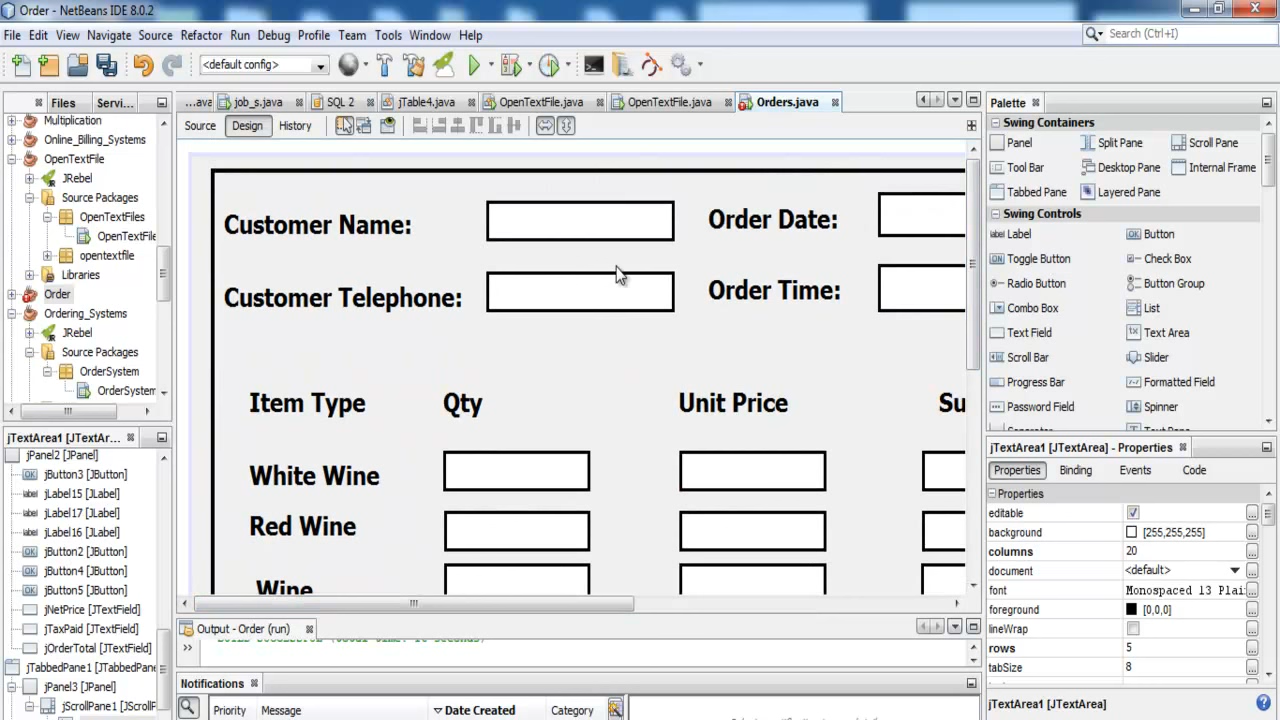 Order - NetBeans IDE 8.0.2
File Edit View Navigate Source Refactor Run Debug Profile Team Tools Window Help
Search (Ctrl+I)
<default config>
Files Servi...
...ava job_s.java SQL 2 jTable4.java OpenTextFile.java OpenTextFile.java Orders.java
Source Design History
Multiplication
Online_Billing_Systems
OpenTextFile
JRebel
Source Packages
OpenTextFiles
OpenTextFile
opentextfile
Libraries
Order
Ordering_Systems
JRebel
Source Packages
OrderSystem
OrderSystem
jTextArea1 [JTextAr...
jPanel2 [JPanel]
jButton3 [JButton]
jLabel15 [JLabel]
jLabel17 [JLabel]
jLabel16 [JLabel]
jButton2 [JButton]
jButton4 [JButton]
jButton5 [JButton]
jNetPrice [JTextField]
jTaxPaid [JTextField]
jOrderTotal [JTextField]
jTabbedPane1 [JTabbedPane
jPanel3 [JPanel]
jScrollPane1 [JScrollP
Customer Name: Order Date:
Customer Telephone: Order Time:
Item Type Qty Unit Price Su
White Wine
Red Wine
Wine
Output - Order (run)
Notifications
Priority Message Date Created Category
Palette
Swing Containers
Panel Split Pane Scroll Pane
Tool Bar Desktop Pane Internal Frame
Tabbed Pane Layered Pane
Swing Controls
label Label OK Button
Toggle Button Check Box
Radio Button Button Group
Combo Box List
Text Field Text Area
Scroll Bar Slider
Progress Bar Formatted Field
Password Field Spinner
jTextArea1 [JTextArea] - Properties
Properties Binding Events Code
Properties
editable
background [255,255,255]
columns 20
document <default>
font Monospaced 13 Plai
foreground [0,0,0]
lineWrap
rows 5
tabSize 8
jTextArea1 [JTextArea]